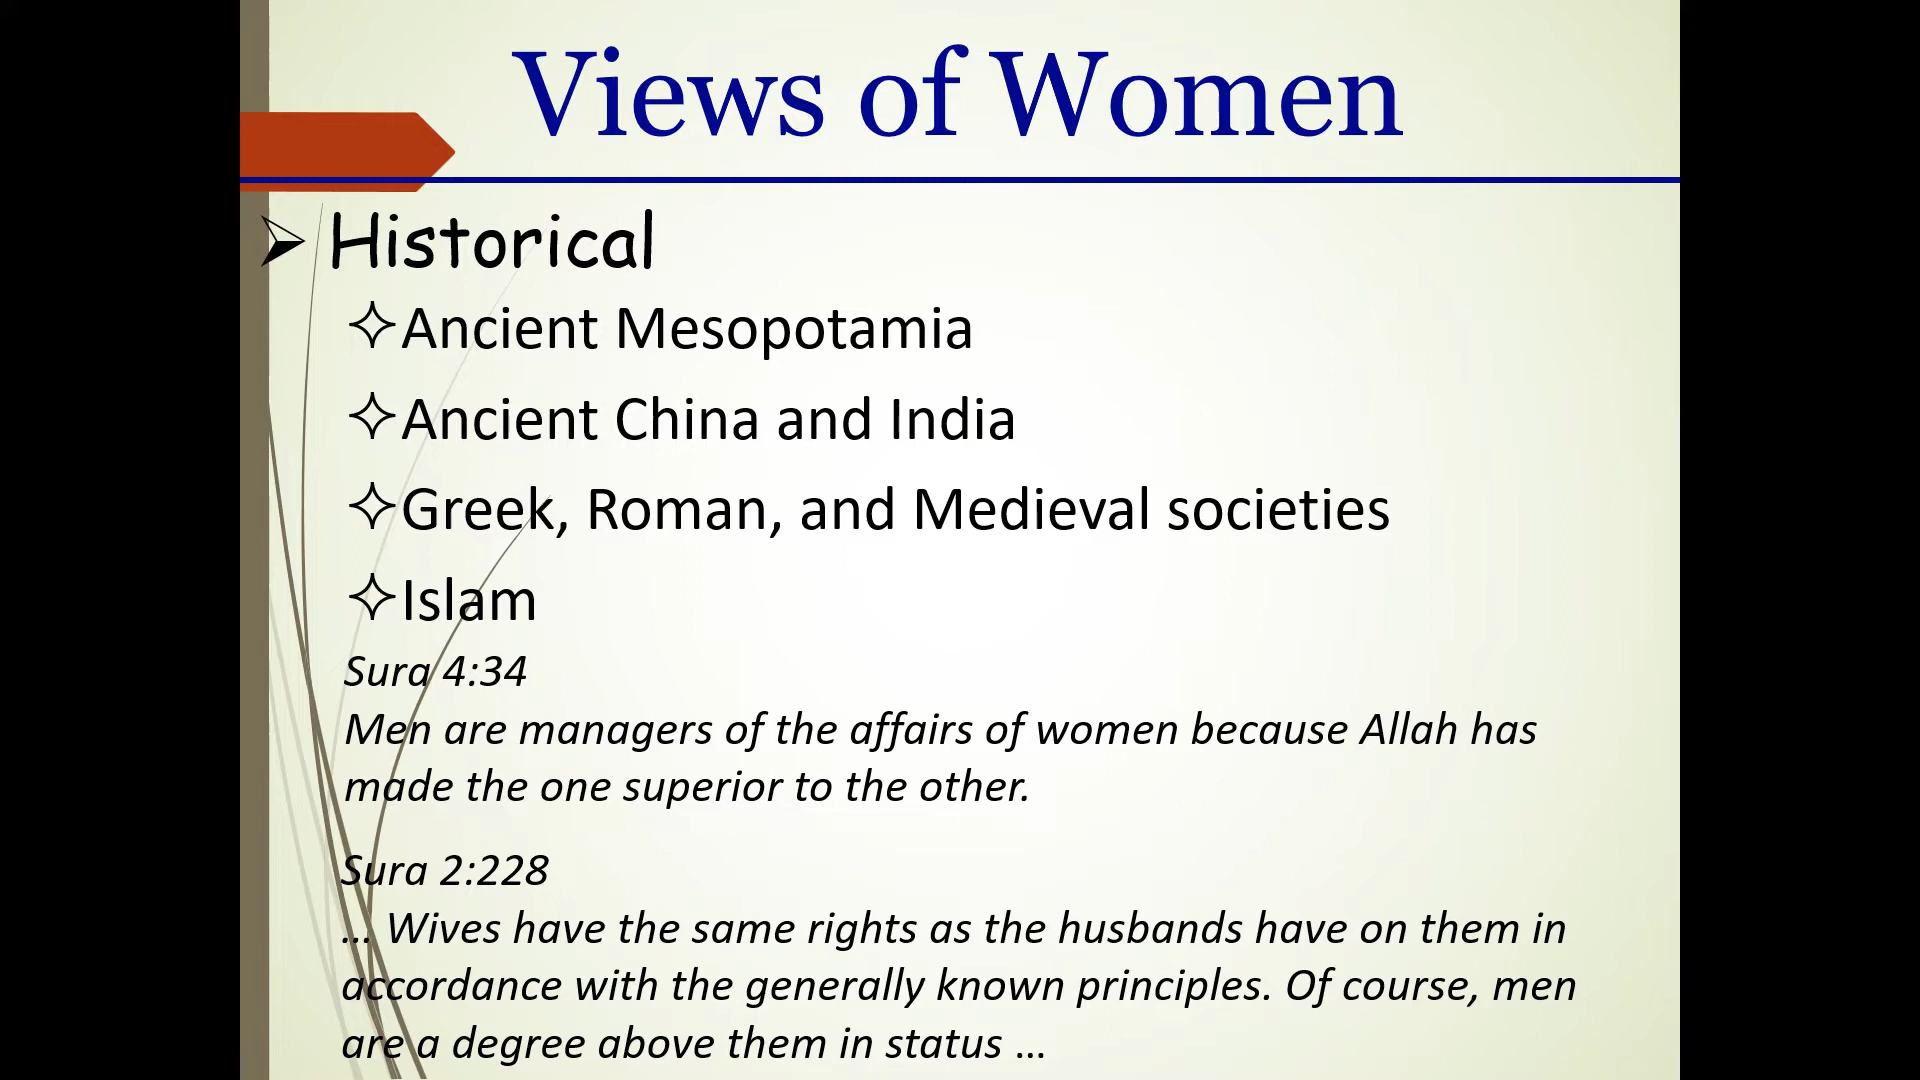 Views of Women
Historical
Ancient Mesopotamia
Ancient China and India
Greek, Roman, and Medieval societies
Islam
Sura 4:34
Men are managers of the affairs of women because Allah has
made the one superior to the other.
Sura 2:228
... Wives have the same rights as the husbands have on them in
accordance with the generally known principles. Of course, men
are a degree above them in status ...